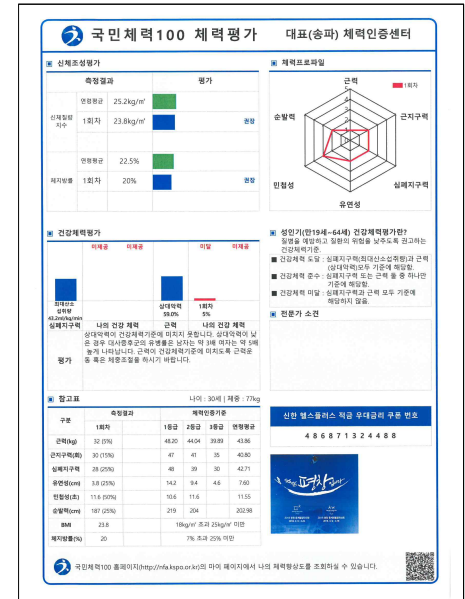 국민체력100 체력평가 대표(송파) 체력인증센터
신체조성평가
측정결과 평가
신체질량지수 연령평균 25.2kg/㎡
1회차 23.8kg/㎡ 권장
체지방률 연령평균 22.5%
1회차 20% 권장
체력프로파일
1회차
근력
근지구력
심폐지구력
유연성
민첩성
순발력
5
4
3
2
1
0
건강체력평가
미제공 미제공 미달 미제공
최대산소섭취량 43.2ml/kg/min
상대악력 59.0%
1회차 5%
심폐지구력 나의 건강 체력 근력 나의 건강 체력
평가
상대악력이 건강체력기준에 미치지 못합니다. 상대악력이 낮
은 경우 대사증후군의 유병률은 남자는 약 3배 여자는 약 5배
높게 나타납니다. 근력이 건강체력기준에 미치도록 근력운
동 혹은 체중조절을 하시기 바랍니다.
성인기(만19세~64세) 건강체력평가란?
질병을 예방하고 질환의 위험을 낮추도록 권고하는
건강체력기준.
건강체력 도달 : 심폐지구력(최대산소섭취량)과 근력
(상대악력)모두 기준에 해당함.
건강체력 준수 : 심폐지구력 또는 근력 둘 중 하나만
기준에 해당함.
건강체력 미달 : 심폐지구력과 근력 모두 기준에
해당하지 않음.
전문가 소견
참고표 나이 : 30세 | 체중 : 77kg
구분 측정결과 체력인증기준
1회차 1등급 2등급 3등급 연령평균
근력(kg) 32 (5%) 48.20 44.04 39.89 43.86
근지구력(회) 30 (15%) 47 41 35 40.80
심폐지구력 28 (25%) 48 39 30 42.71
유연성(cm) 3.8 (25%) 14.2 9.4 4.6 7.60
민첩성(초) 11.6 (50%) 10.6 11.6 11.55
순발력(cm) 187 (25%) 219 204 202.98
BMI 23.8 18kg/㎡ 초과 25kg/㎡ 미만
체지방률(%) 20 7% 초과 25% 미만
신한 헬스플러스 적금 우대금리 쿠폰 번호
4 8 6 8 7 1 3 2 4 4 8 8
국민체력100 홈페이지(http://nfa.kspo.or.kr)의 마이 페이지에서 나의 체력향상도를 조회하실 수 있습니다.